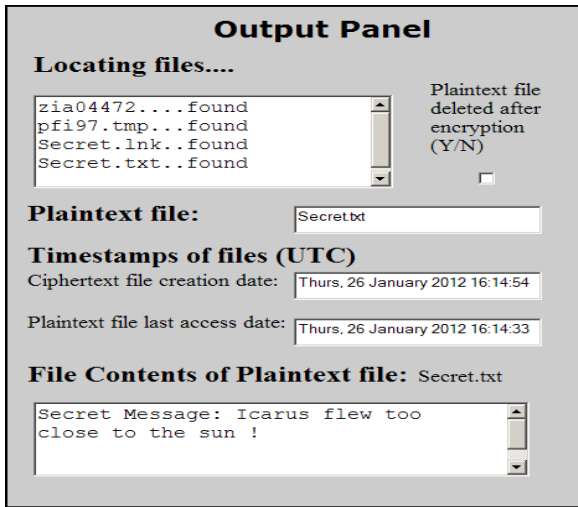 Output Panel
Locating files....
zia04472....found
pfi97.tmp...found
Secret.lnk..found
Secret.txt..found
Plaintext file
deleted after
encryption
(Y/N)
Plaintext file:
Secret.txt
Timestamps of files (UTC)
Ciphertext file creation date:
Thurs, 26 January 2012 16:14:54
Plaintext file last access date:
Thurs, 26 January 2012 16:14:33
File Contents of Plaintext file: Secret.txt
Secret Message: Icarus flew too
close to the sun !